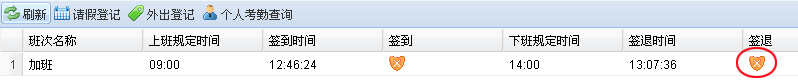 刷新 请假登记 外出登记 个人考勤查询
班次名称 上班规定时间 签到时间 签到 下班规定时间 签退时间 签退
1 加班 09:00 12:46:24 14:00 13:07:36